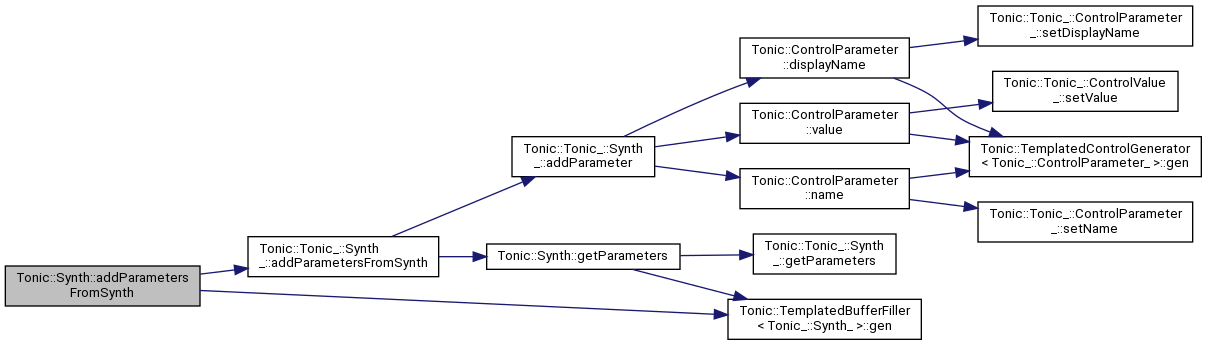 Tonic::Synth::addParameters
FromSynth
Tonic::Tonic_::Synth
_::addParametersFromSynth
Tonic::Tonic_::Synth
_::addParameter
Tonic::ControlParameter
::displayName
Tonic::Tonic_::ControlParameter
_::setDisplayName
Tonic::ControlParameter
::value
Tonic::Tonic_::ControlValue
_::setValue
Tonic::TemplatedControlGenerator
< Tonic_::ControlParameter_ >::gen
Tonic::ControlParameter
::name
Tonic::Tonic_::ControlParameter
_::setName
Tonic::Synth::getParameters
Tonic::Tonic_::Synth
_::getParameters
Tonic::TemplatedBufferFiller
< Tonic_::Synth_ >::gen